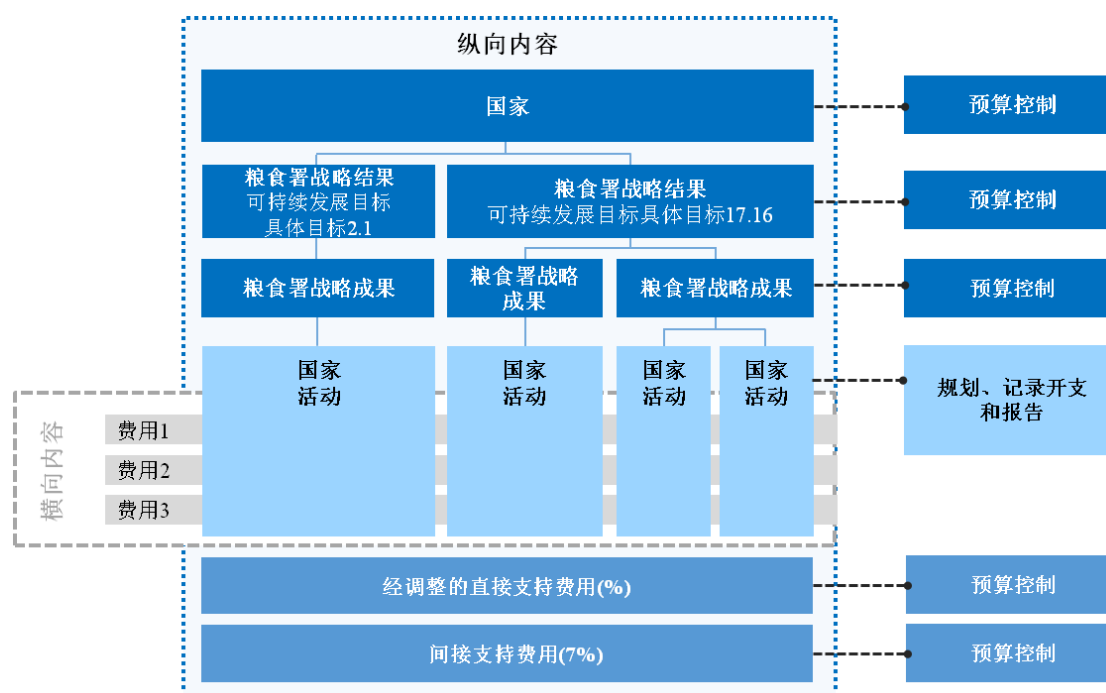 纵向内容
国家
预算控制
粮食署战略结果
可持续发展目标
具体目标2.1
粮食署战略结果
可持续发展目标具体目标17.16
预算控制
粮食署战略成果
粮食署战略
成果
粮食署战略成果
预算控制
国家
活动
国家
活动
国家
活动
国家
活动
规划、记录开支
和报告
横向内容
费用1
费用2
费用3
经调整的直接支持费用(%)
预算控制
间接支持费用(7%)
预算控制